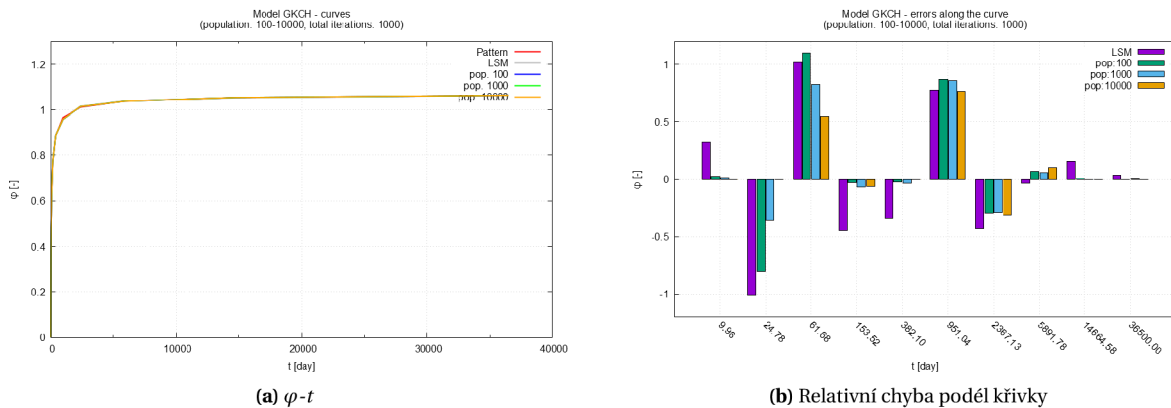 Model GKCH - curves
(population: 100-10000, total iterations: 1000)
1.2
1
0.8
0.6
0.4
0.2
0
φ [-]
Pattern
LSM
pop. 100
pop. 1000
pop. 10000
0
10000
20000
30000
40000
t [day]
(a) φ-t
Model GKCH - errors along the curve
(population: 100-10000, total iterations: 1000)
1
0.5
0
-0.5
-1
φ [-]
LSM
pop:100
pop:1000
pop:10000
9.96
24.78
61.68
153.52
382.10
951.04
2367.13
5891.78
14664.58
36500.00
t [day]
(b) Relativní chyba podél křivky